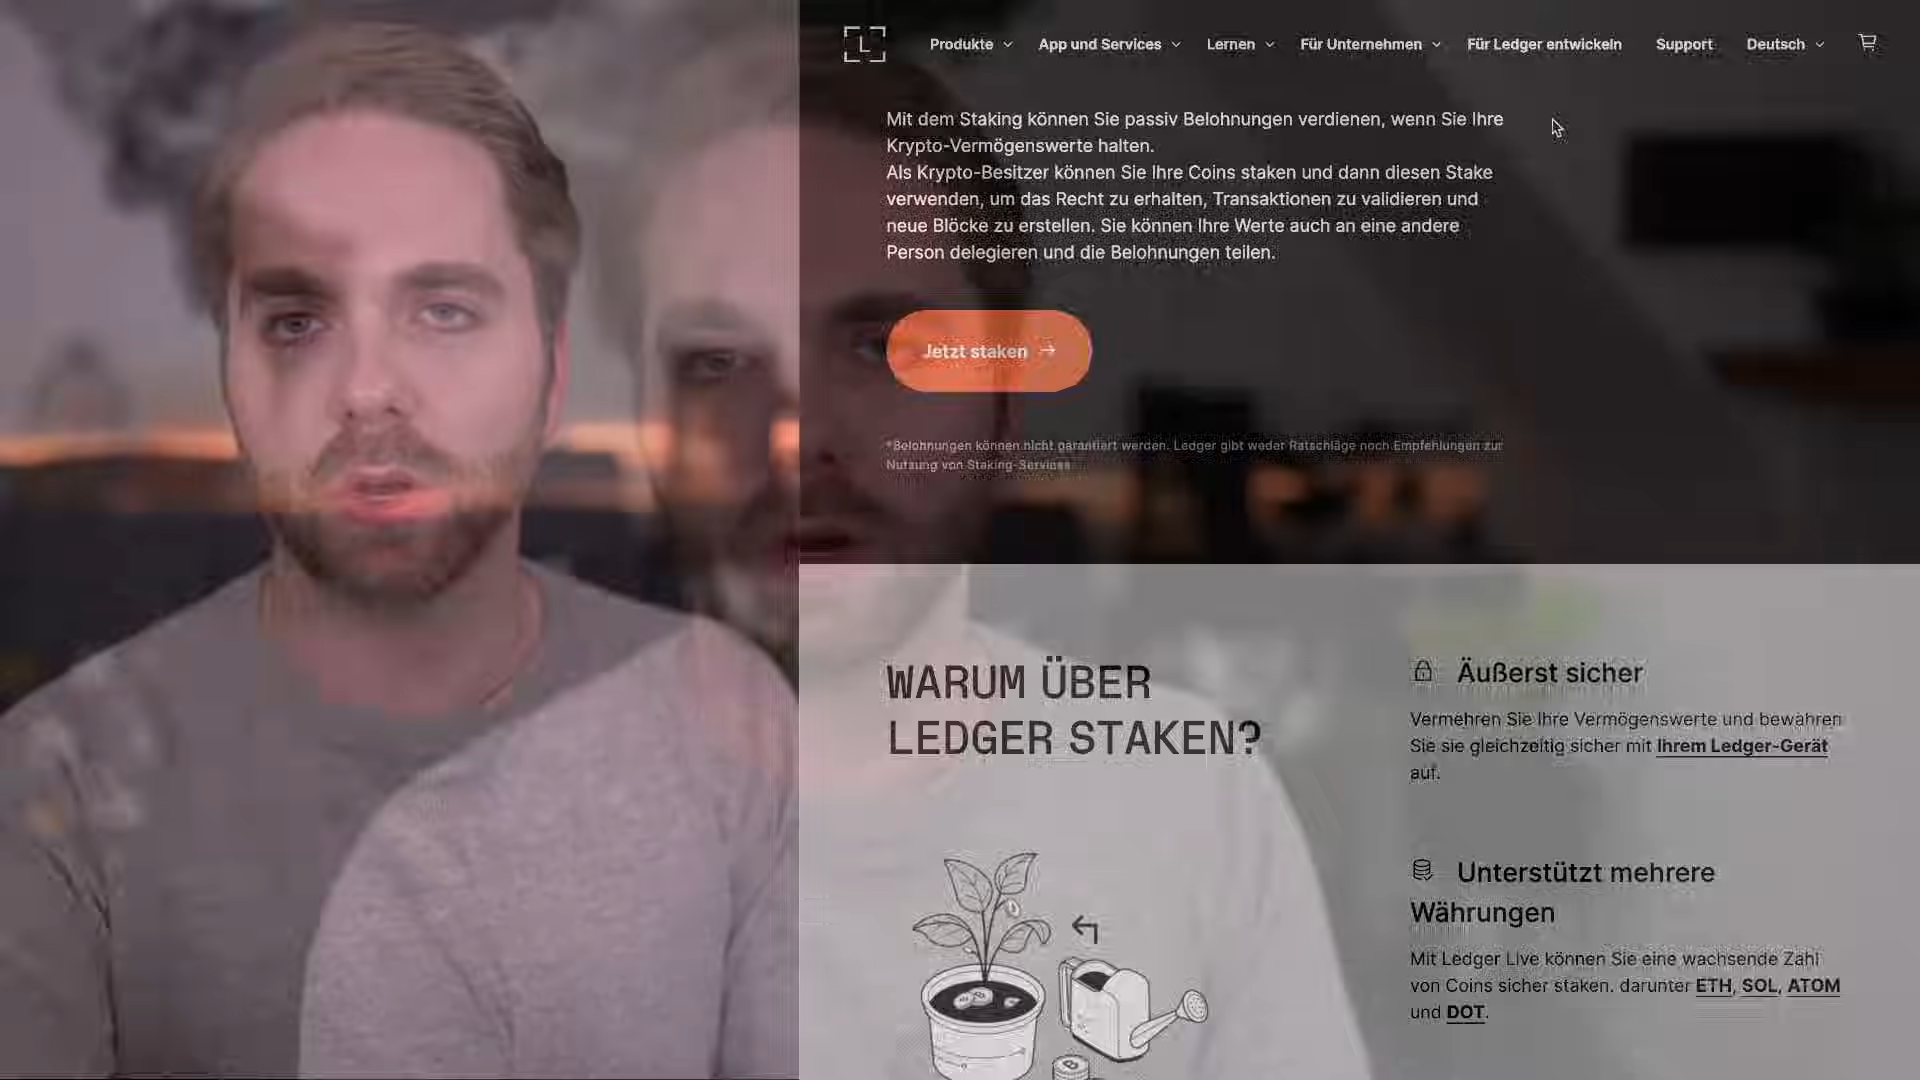 L
Produkte
App und Services
Lernen
Für Unternehmen
Für Ledger entwickeln
Support
Deutsch
Mit dem Staking können Sie passiv Belohnungen verdienen, wenn Sie Ihre
Krypto-Vermögenswerte halten.
Als Krypto-Besitzer können Sie Ihre Coins staken und dann diesen Stake
verwenden, um das Recht zu erhalten, Transaktionen zu validieren und
neue Blöcke zu erstellen. Sie können Ihre Werte auch an eine andere
Person delegieren und die Belohnungen teilen.
Jetzt staken →
*Belohnungen können nicht garantiert werden. Ledger gibt weder Ratschläge noch Empfehlungen zur
Nutzung von Staking-Services
WARUM ÜBER
LEDGER STAKEN?
Äußerst sicher
Vermehren Sie Ihre Vermögenswerte und bewahren
Sie sie gleichzeitig sicher mit Ihrem Ledger-Gerät
auf.
Unterstützt mehrere
Währungen
Mit Ledger Live können Sie eine wachsende Zahl
von Coins sicher staken. darunter ETH, SOL, ATOM
und DOT.